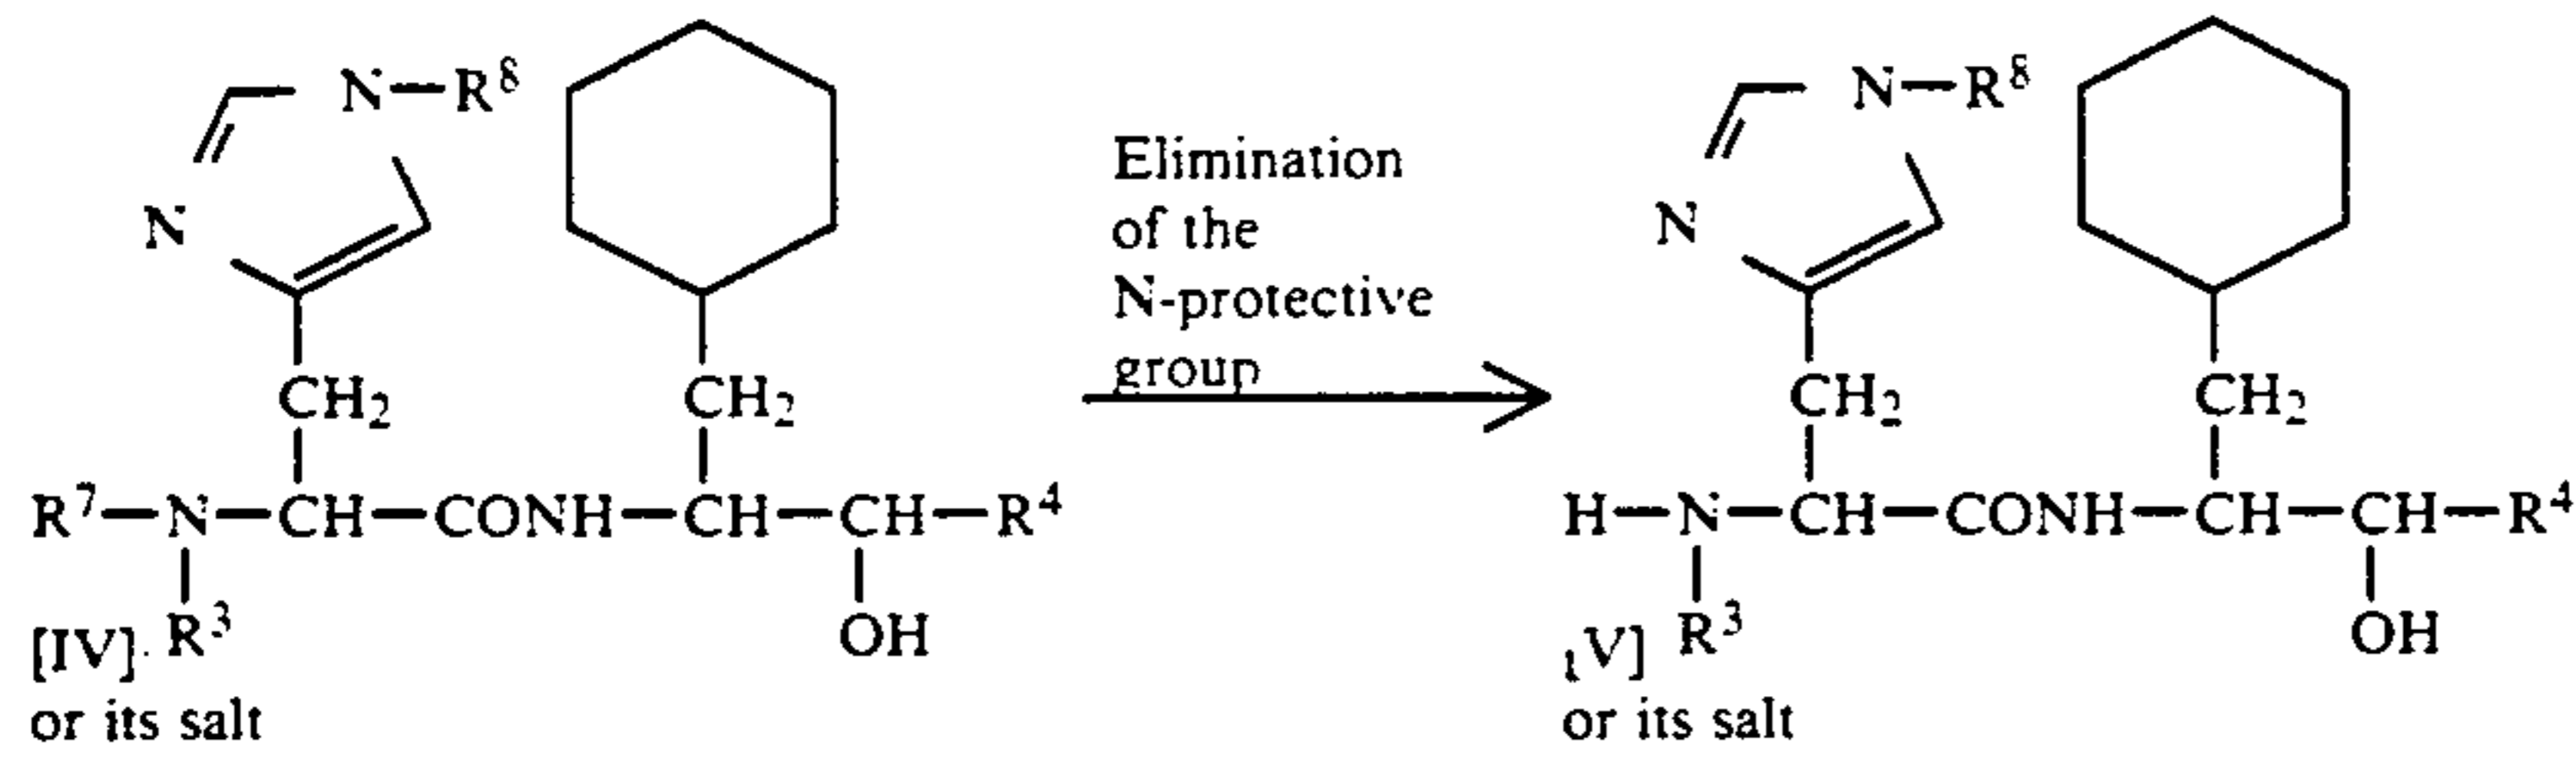 N—R⁸
N
CH₂
CH₂
R⁷—N—CH—CONH—CH—CH—R⁴
R³
OH
[IV]
or its salt
Elimination
of the
N-protective
group
N—R⁸
N
CH₂
CH₂
H—N—CH—CONH—CH—CH—R⁴
R³
OH
[V]
or its salt